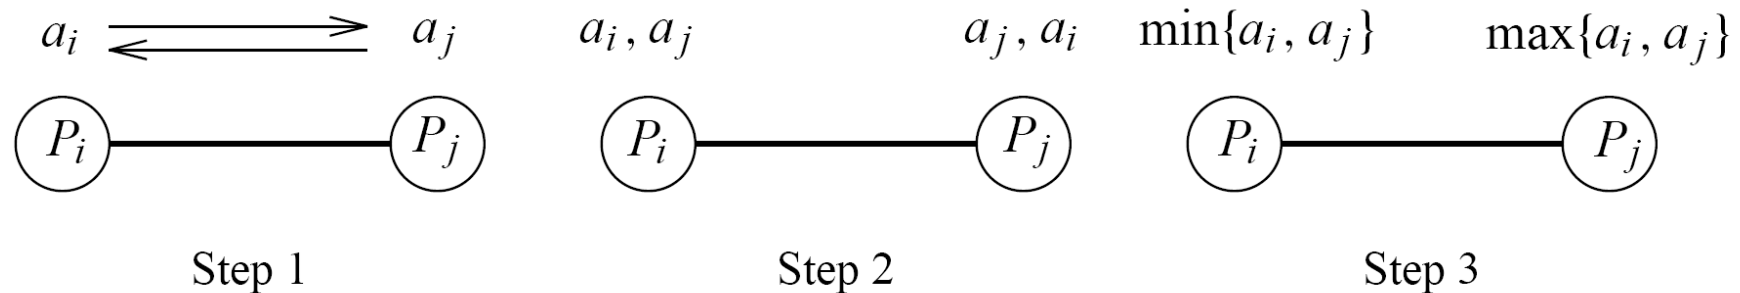 a_i a_j a_i, a_j a_j, a_i min{a_i, a_j} max{a_i, a_j}
P_i P_j P_i P_j P_i P_j
Step 1 Step 2 Step 3